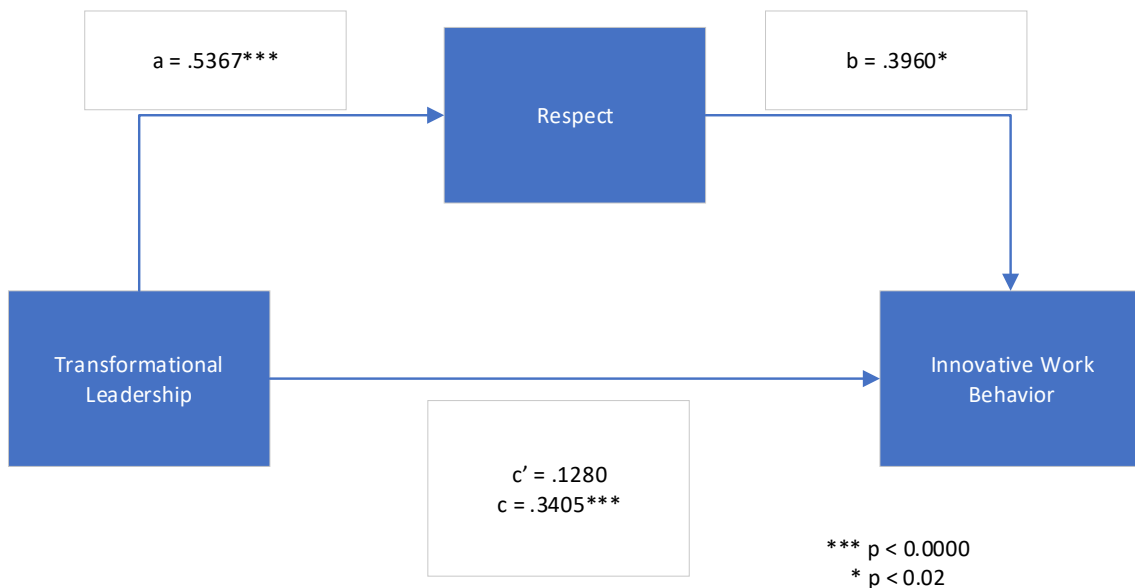 a = .5367***
b = .3960*
Respect
Transformational
Leadership
Innovative Work
Behavior
c’ = .1280
c = .3405***
*** p < 0.0000
* p < 0.02